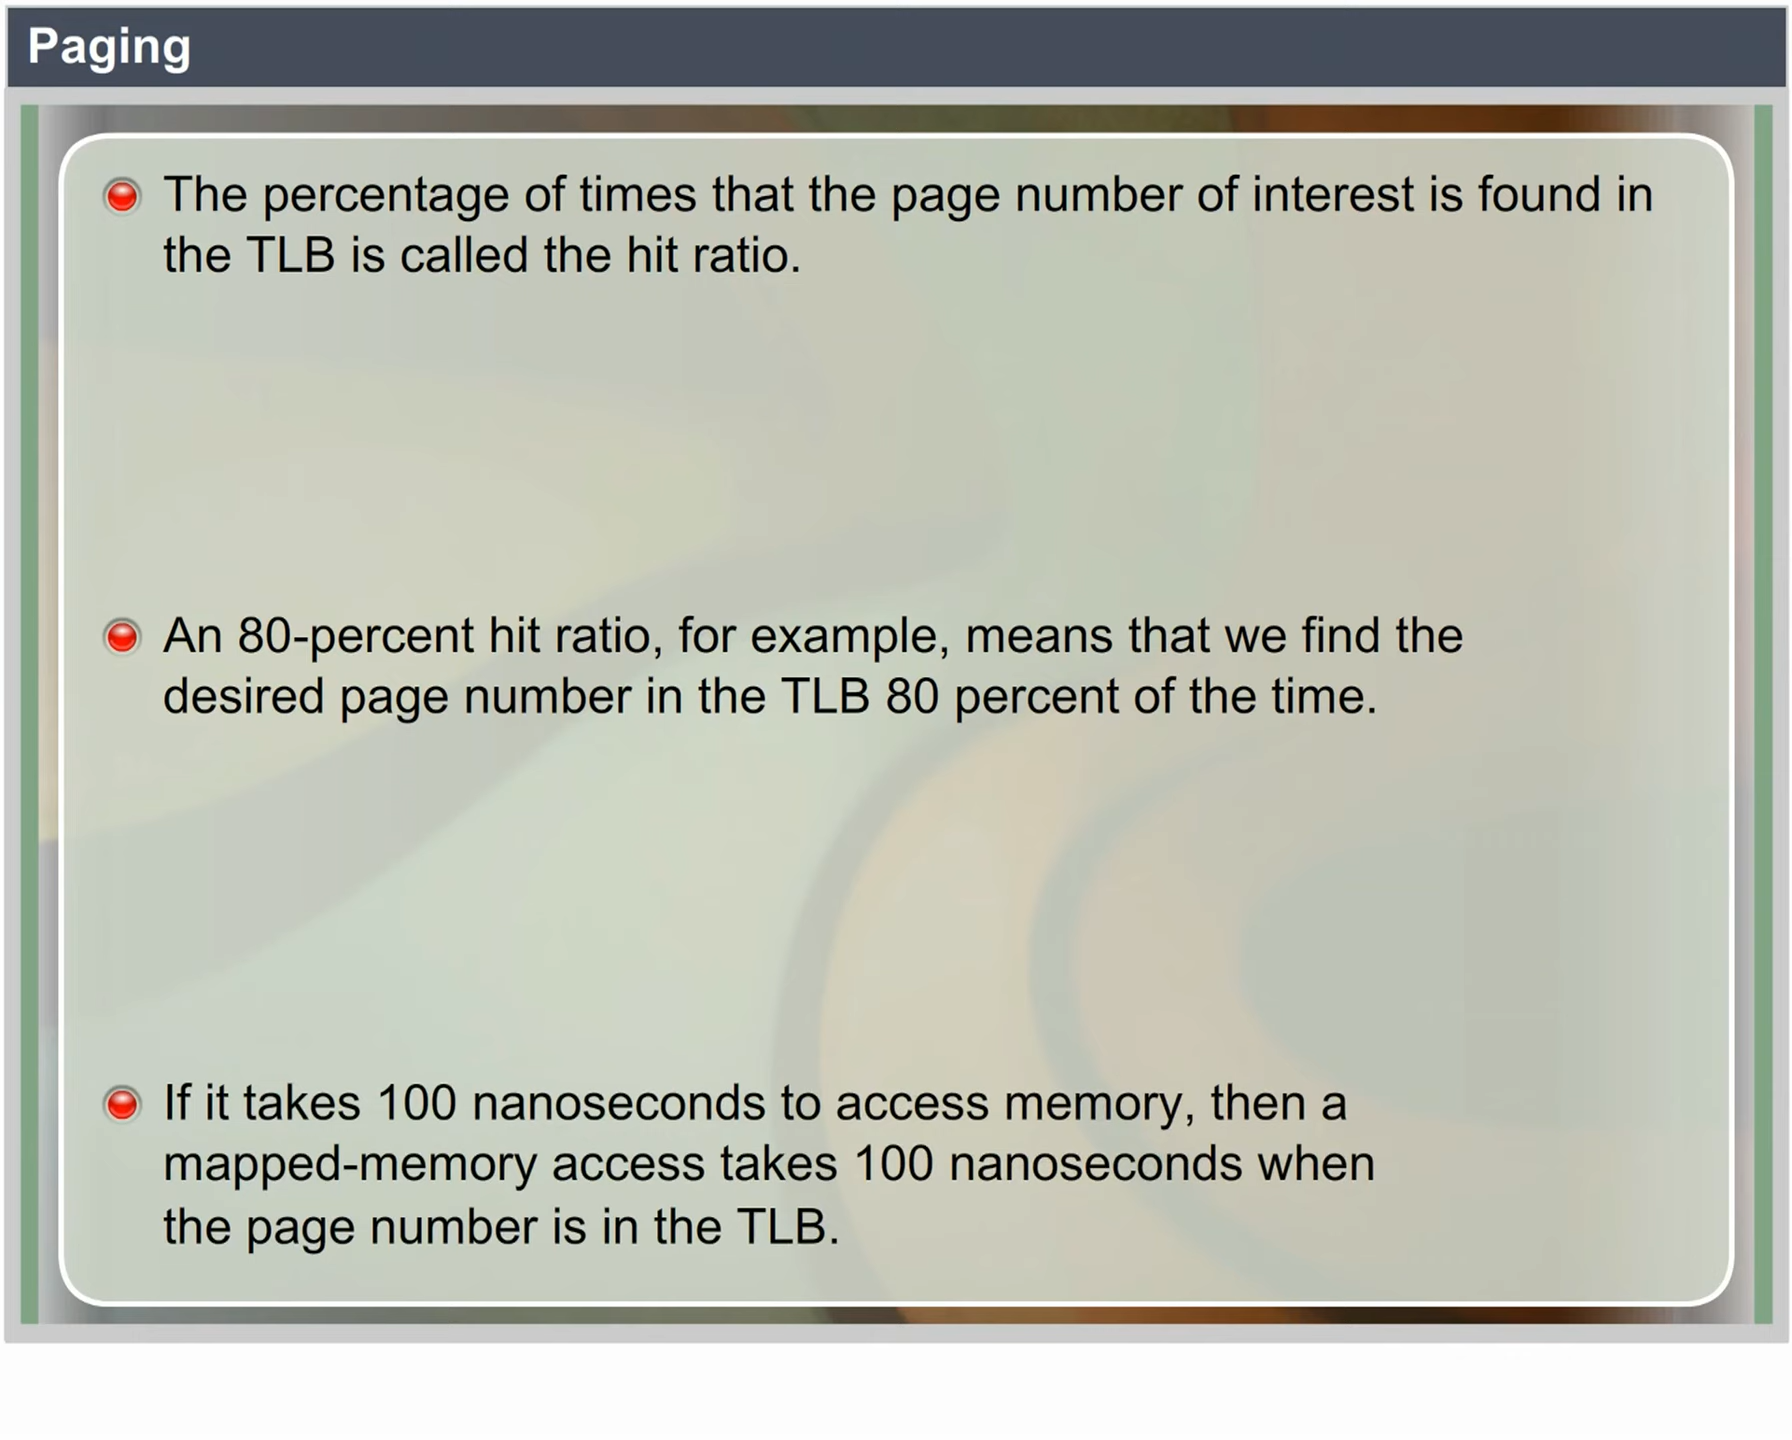 Paging
The percentage of times that the page number of interest is found in
the TLB is called the hit ratio.
An 80-percent hit ratio, for example, means that we find the
desired page number in the TLB 80 percent of the time.
If it takes 100 nanoseconds to access memory, then a
mapped-memory access takes 100 nanoseconds when
the page number is in the TLB.